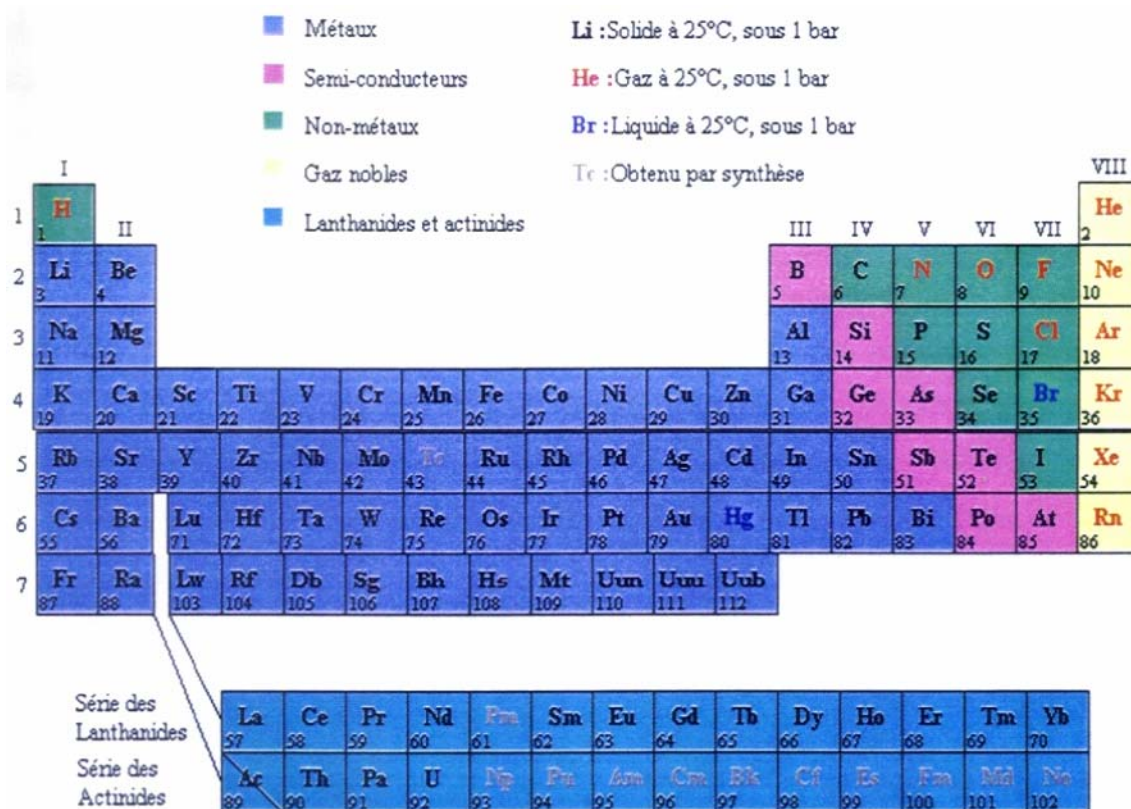 Métaux
Li :Solide à 25°C, sous 1 bar
Semi-conducteurs
He :Gaz à 25°C, sous 1 bar
Non-métaux
Br :Liquide à 25°C, sous 1 bar
Gaz nobles
Tc :Obtenu par synthèse
Lanthanides et actinides
I VIII
1 H He
1 2
II III IV V VI VII
2 Li Be B C N O F Ne
3 4 5 6 7 8 9 10
3 Na Mg Al Si P S Cl Ar
11 12 13 14 15 16 17 18
4 K Ca Sc Ti V Cr Mn Fe Co Ni Cu Zn Ga Ge As Se Br Kr
19 20 21 22 23 24 25 26 27 28 29 30 31 32 33 34 35 36
5 Rb Sr Y Zr Nb Mo Tc Ru Rh Pd Ag Cd In Sn Sb Te I Xe
37 38 39 40 41 42 43 44 45 46 47 48 49 50 51 52 53 54
6 Cs Ba Lu Hf Ta W Re Os Ir Pt Au Hg Tl Pb Bi Po At Rn
55 56 71 72 73 74 75 76 77 78 79 80 81 82 83 84 85 86
7 Fr Ra Lw Rf Db Sg Bh Hs Mt Uun Uuu Uub
87 88 103 104 105 106 107 108 109 110 111 112
Série des
Lanthanides
La Ce Pr Nd Pm Sm Eu Gd Tb Dy Ho Er Tm Yb
57 58 59 60 61 62 63 64 65 66 67 68 69 70
Série des
Actinides
Ac Th Pa U Np Pu Am Cm Bk Cf Es Fm Md No
89 90 91 92 93 94 95 96 97 98 99 100 101 102